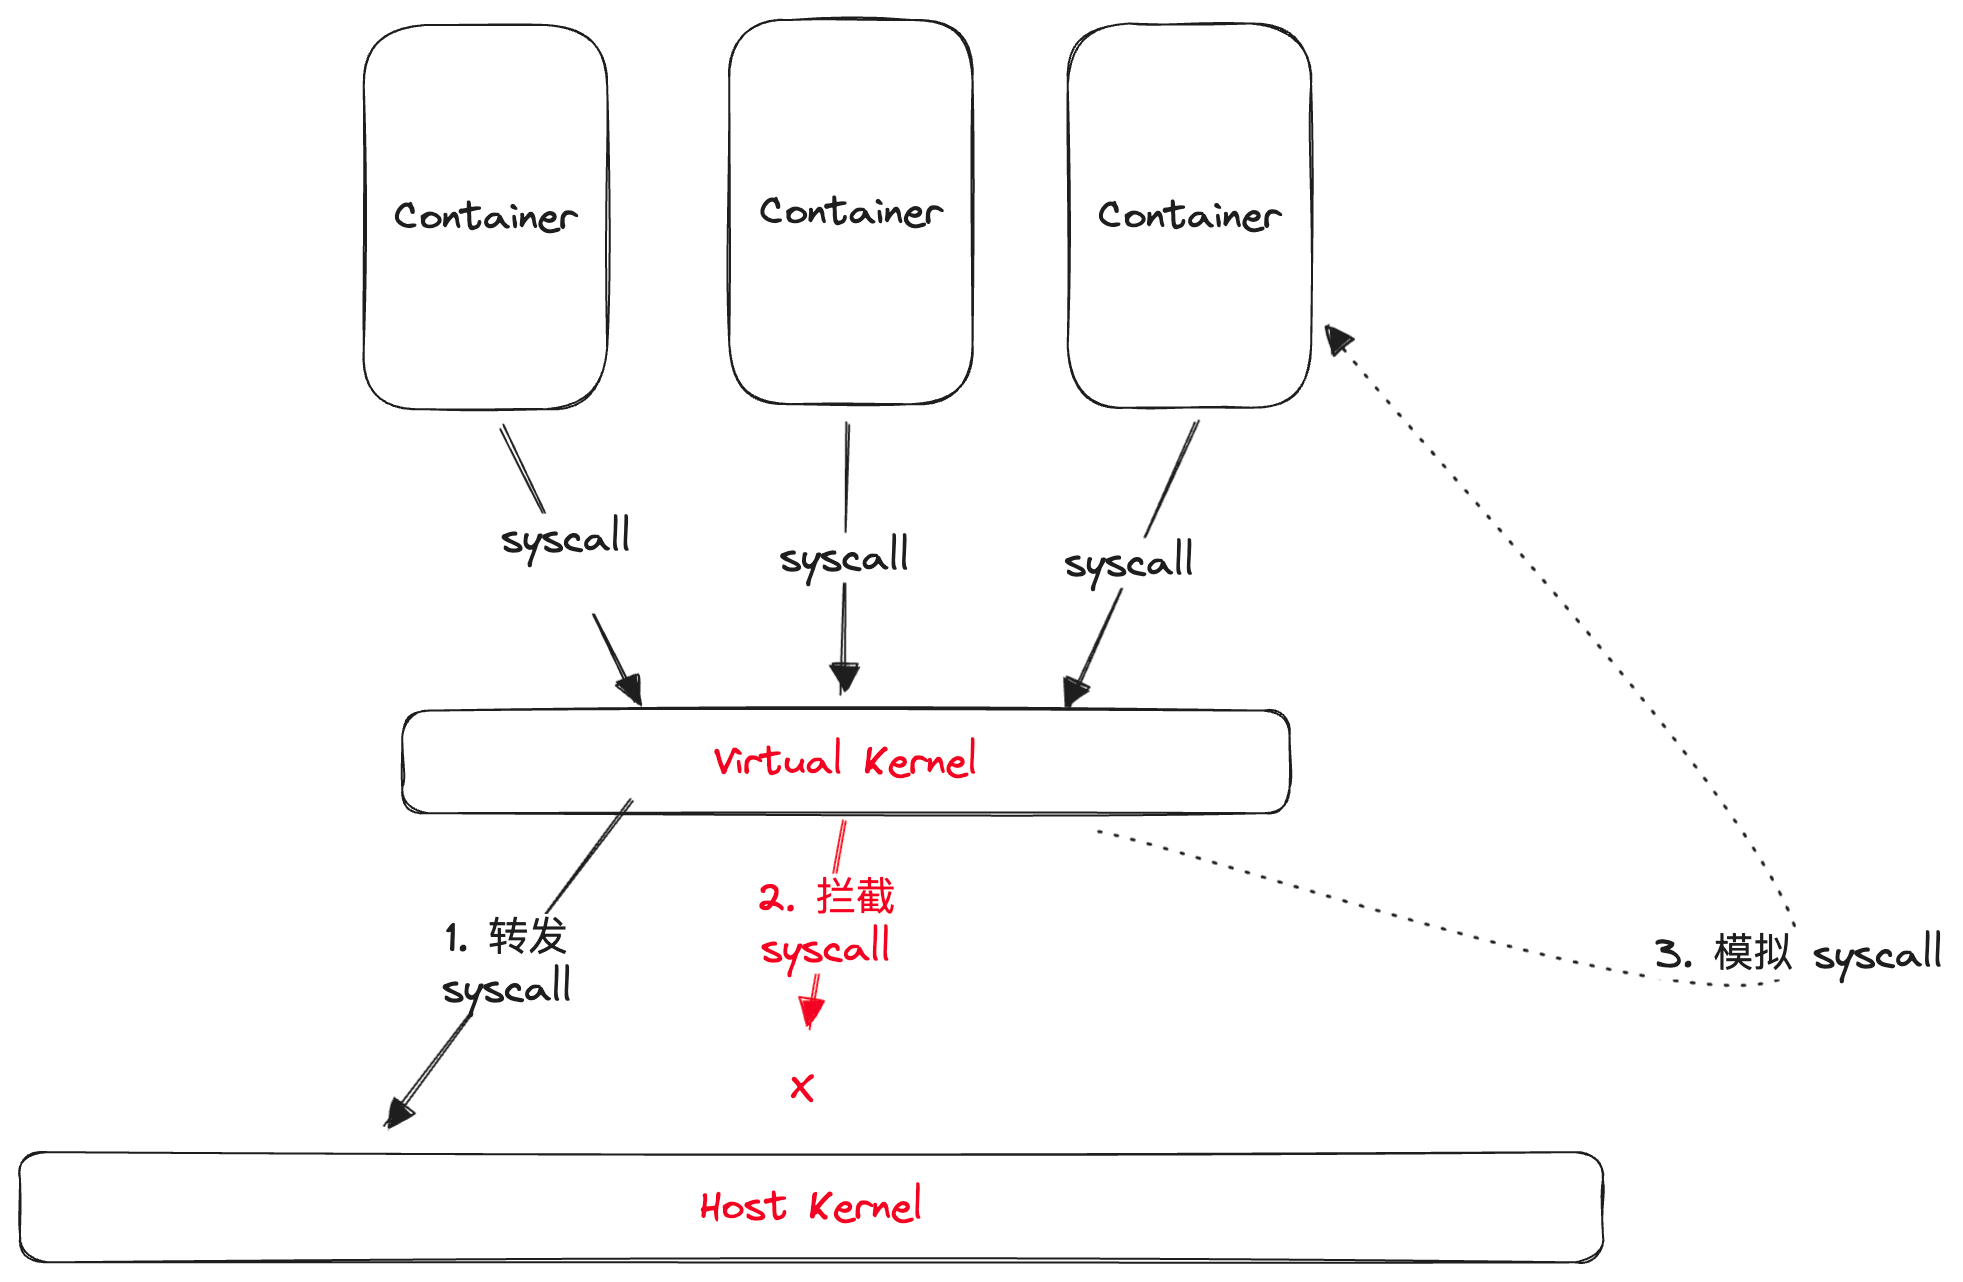 Container
Container
Container
syscall
syscall
syscall
Virtual Kernel
1. 转发
syscall
2. 拦截
syscall
x
3. 模拟 syscall
Host Kernel